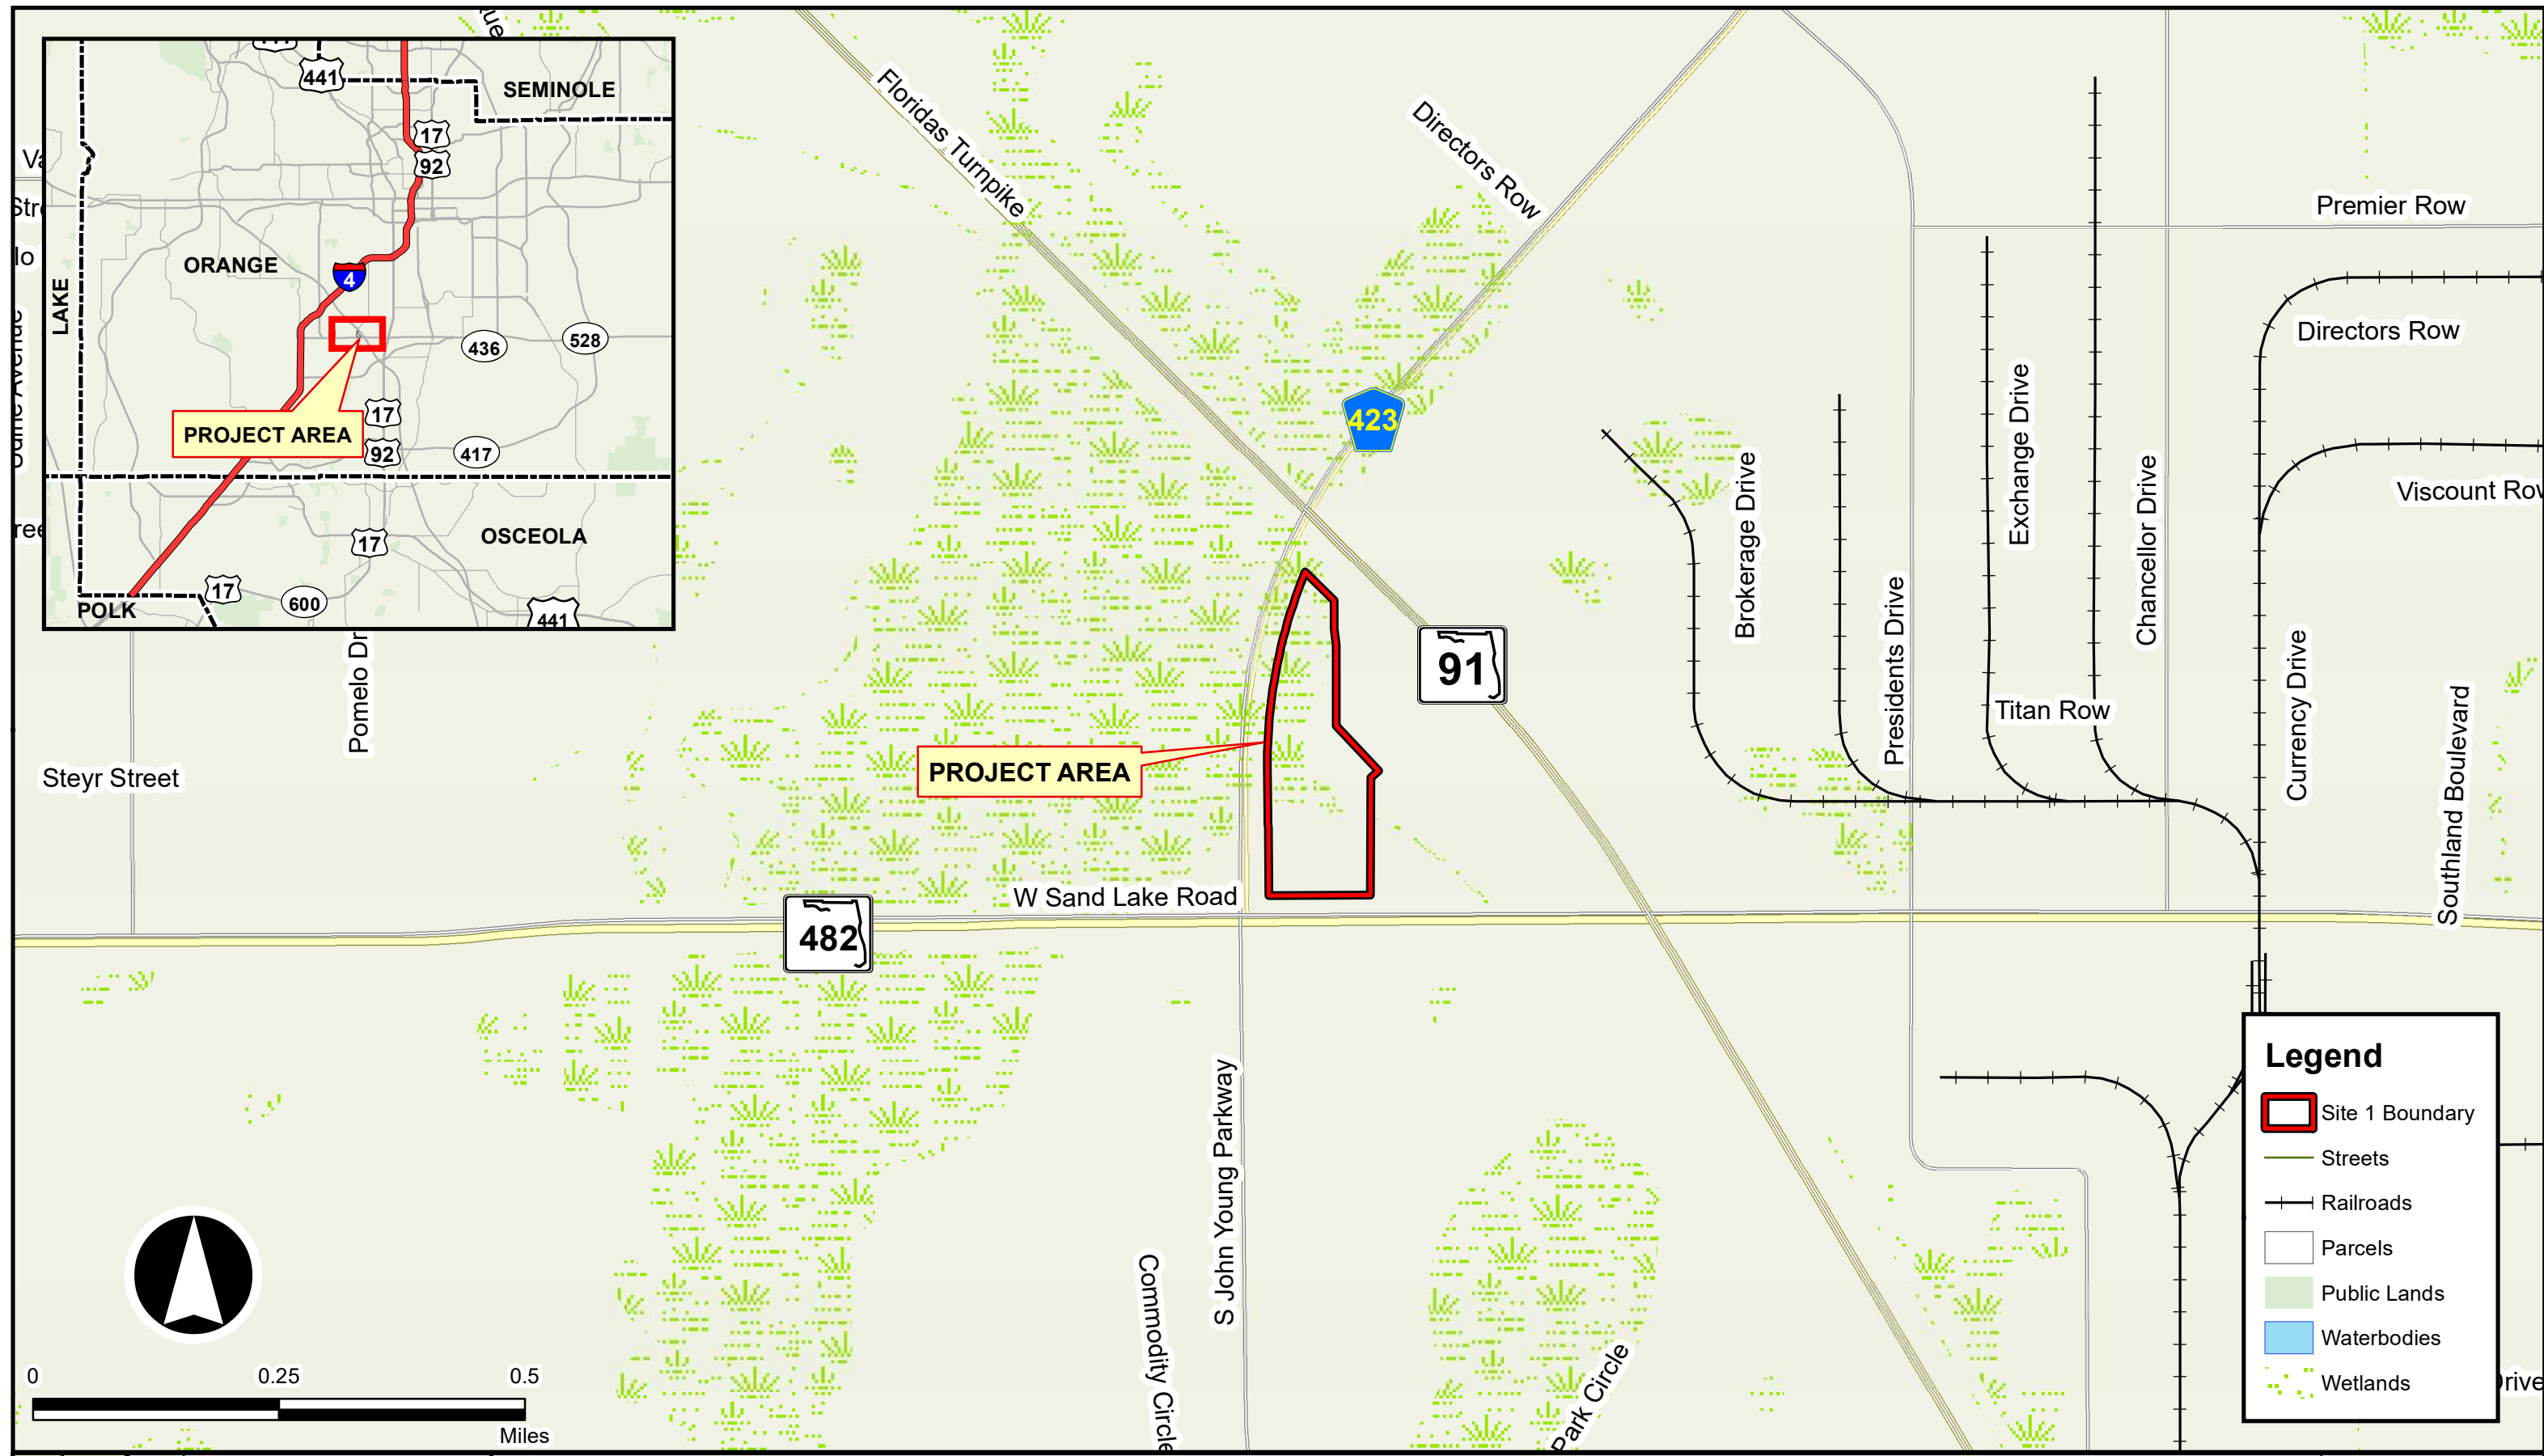 441
SEMINOLE
17
92
ORANGE
4
LAKE
436
528
PROJECT AREA
17
92
417
OSCEOLA
17
POLK
17
600
441
Floridas Turnpike
Directors Row
Premier Row
Directors Row
423
Viscount Row
Brokerage Drive
Exchange Drive
Chancellor Drive
Presidents Drive
Titan Row
Currency Drive
Southland Boulevard
91
Pomelo Dr
Steyr Street
PROJECT AREA
W Sand Lake Road
482
S John Young Parkway
Commodity Circle
Park Circle
Drive
Legend
Site 1 Boundary
Streets
Railroads
Parcels
Public Lands
Waterbodies
Wetlands
0 0.25 0.5
Miles